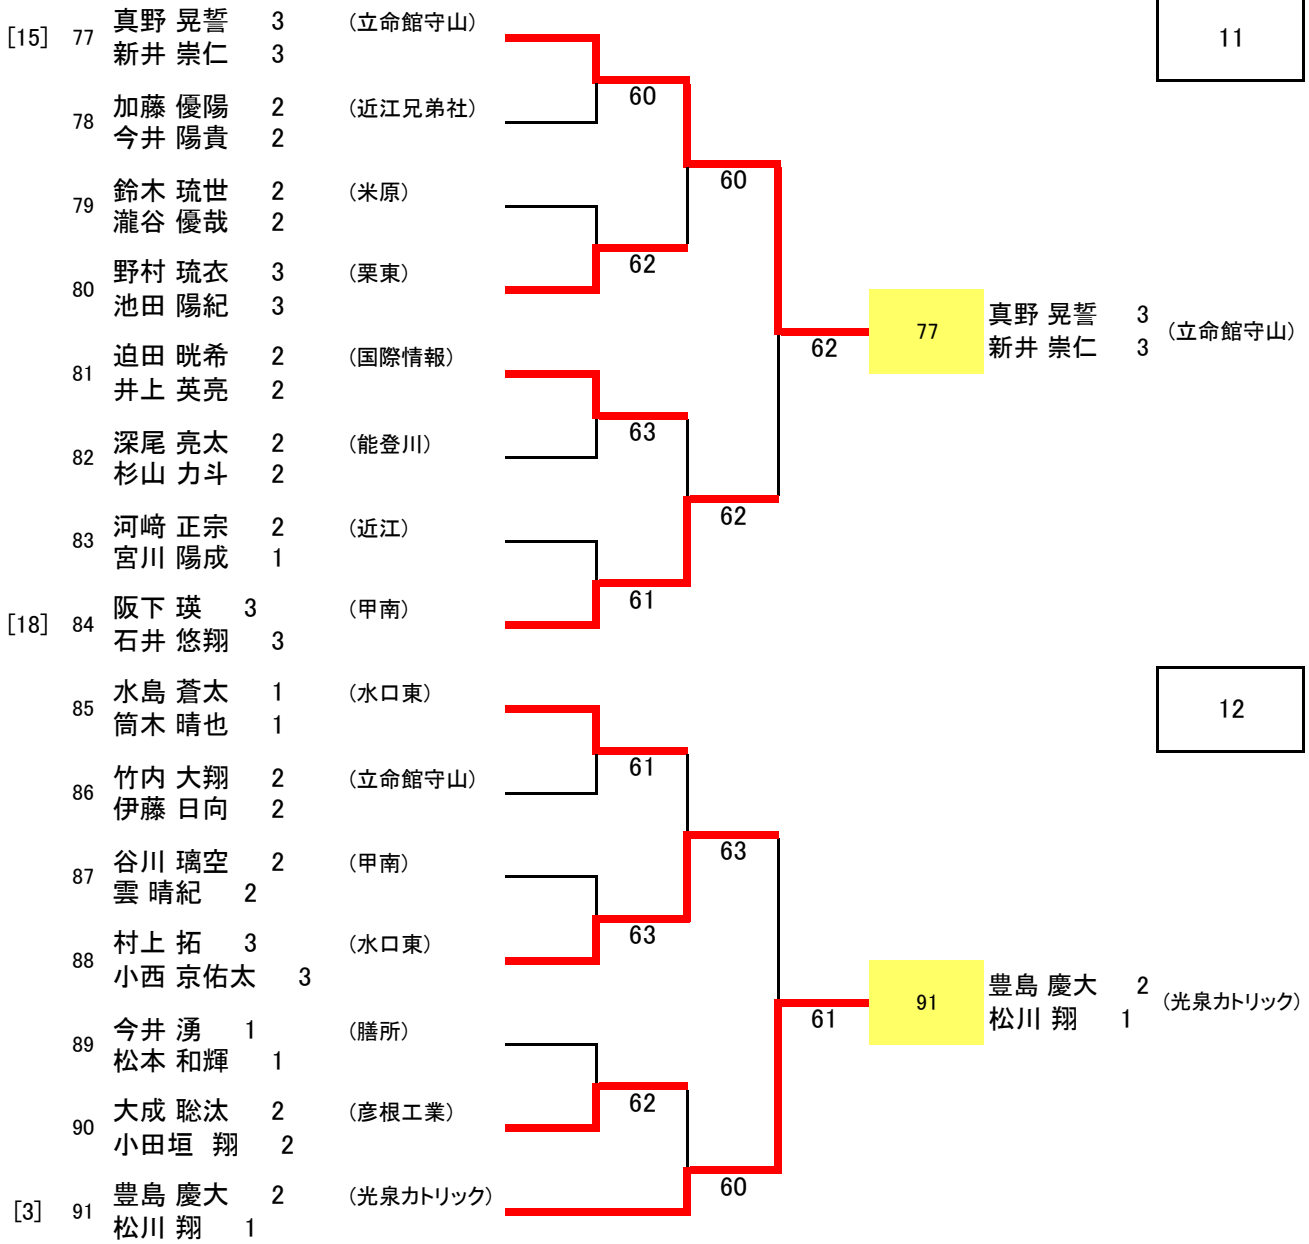 [15] 77 真野 晃誓 3 (立命館守山)
新井 崇仁 3
11
60
78 加藤 優陽 2 (近江兄弟社)
今井 陽貴 2
60
79 鈴木 琉世 2 (米原)
瀧谷 優哉 2
62
80 野村 琉衣 3 (栗東)
池田 陽紀 3
62 77 真野 晃誓 3 (立命館守山)
新井 崇仁 3
81 迫田 晄希 2 (国際情報)
井上 英亮 2
63
82 深尾 亮太 2 (能登川)
杉山 力斗 2
62
83 河﨑 正宗 2 (近江)
宮川 陽成 1
61
[18] 84 阪下 瑛 3 (甲南)
石井 悠翔 3
85 水島 蒼太 1 (水口東)
筒木 晴也 1
12
61
86 竹内 大翔 2 (立命館守山)
伊藤 日向 2
63
87 谷川 璃空 2 (甲南)
雲 晴紀 2
63
88 村上 拓 3 (水口東)
小西 京佑太 3
61 91 豊島 慶大 2 (光泉カトリック)
松川 翔 1
89 今井 湧 1 (膳所)
松本 和輝 1
62
90 大成 聡汰 2 (彦根工業)
小田垣 翔 2
60
[3] 91 豊島 慶大 2 (光泉カトリック)
松川 翔 1